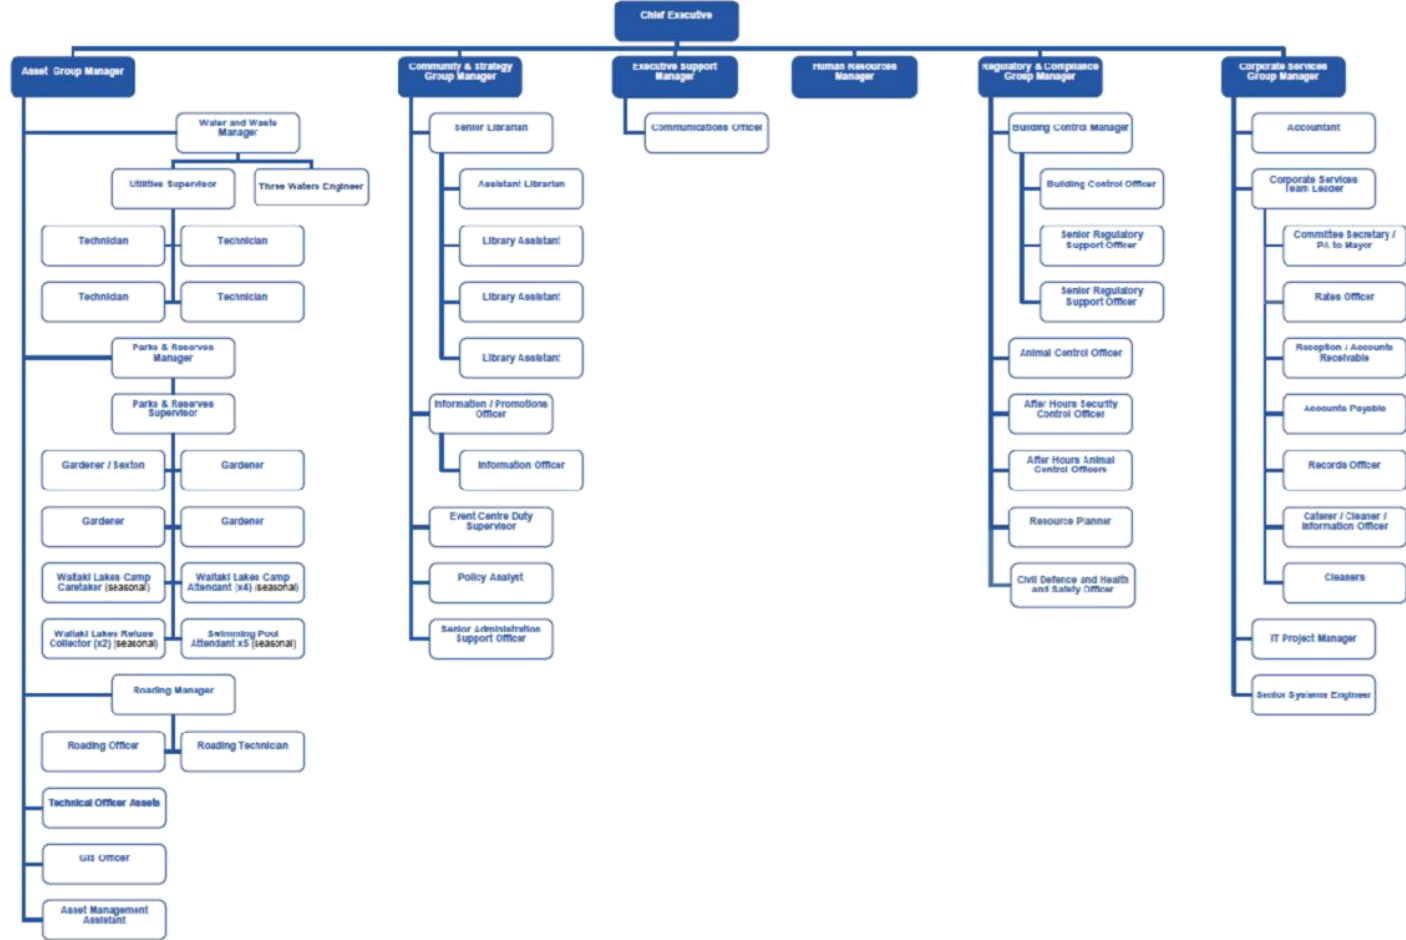 Chief Executive
Asset Group Manager
Community & Strategy
Group Manager
Executive Support
Manager
Human Resources
Manager
Regulatory & Compliance
Group Manager
Corporate Services
Group Manager
Water and Waste
Manager
Utilities Supervisor
Three Waters Engineer
Technician
Technician
Technician
Technician
Parks & Reserves
Manager
Parks & Reserves
Supervisor
Gardener / Sexton
Gardener
Gardener
Gardener
Waitaki Lakes Camp
Caretaker (seasonal)
Waitaki Lakes Camp
Attendant (x4) (seasonal)
Waitaki Lakes Refuse
Collector (x2) (seasonal)
Swimming Pool
Attendant x5 (seasonal)
Roading Manager
Roading Officer
Roading Technician
Technical Officer Assets
GIS Officer
Asset Management
Assistant
Senior Librarian
Assistant Librarian
Library Assistant
Library Assistant
Library Assistant
Information / Promotions
Officer
Information Officer
Event Centre Duty
Supervisor
Policy Analyst
Senior Administration
Support Officer
Communications Officer
Building Control Manager
Building Control Officer
Senior Regulatory
Support Officer
Senior Regulatory
Support Officer
Animal Control Officer
After Hours Security
Control Officer
After Hours Animal
Control Officers
Resource Planner
Civil Defence and Health
and Safety Officer
Accountant
Corporate Services
Team Leader
Committee Secretary /
PA to Mayor
Rates Officer
Reception / Accounts
Receivable
Accounts Payable
Records Officer
Caterer / Cleaner /
Information Officer
Cleaners
IT Project Manager
Senior Systems Engineer